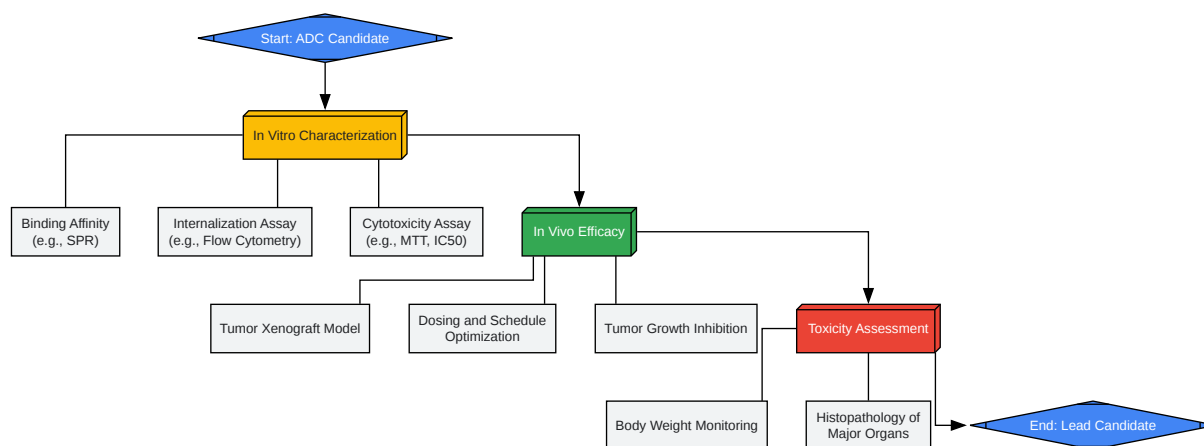 Start: ADC Candidate
In Vitro Characterization
Binding Affinity
(e.g., SPR)
Internalization Assay
(e.g., Flow Cytometry)
Cytotoxicity Assay
(e.g., MTT, IC50)
In Vivo Efficacy
Tumor Xenograft Model
Dosing and Schedule
Optimization
Tumor Growth Inhibition
Toxicity Assessment
Body Weight Monitoring
Histopathology of
Major Organs
End: Lead Candidate